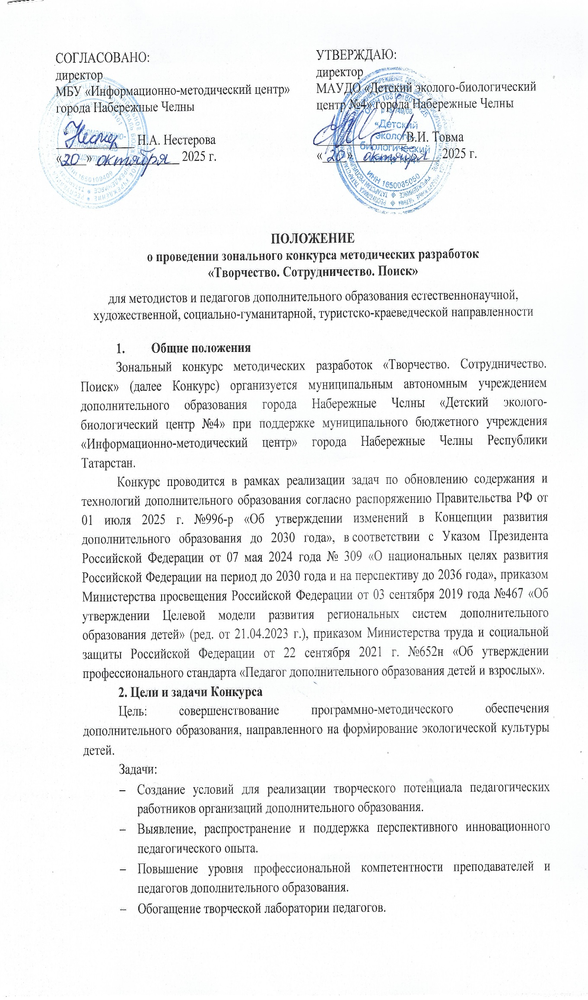 СОГЛАСОВАНО:
директор
МБУ «Информационно-методический центр»
города Набережные Челны
Н.А. Нестерова
«20» октября 2025 г.
УТВЕРЖДАЮ:
директор
МАУДО «Детский эколого-биологический
центр №4» города Набережные Челны
«Детский
эколого-
биологический
ИНН 1650085050
ИНН 1650109409
В.И. Товма
«20» октября 2025 г.
ПОЛОЖЕНИЕ
о проведении зонального конкурса методических разработок
«Творчество. Сотрудничество. Поиск»
для методистов и педагогов дополнительного образования естественнонаучной,
художественной, социально-гуманитарной, туристско-краеведческой направленности
1. Общие положения
Зональный конкурс методических разработок «Творчество. Сотрудничество.
Поиск» (далее Конкурс) организуется муниципальным автономным учреждением
дополнительного образования города Набережные Челны «Детский эколого-
биологический центр №4» при поддержке муниципального бюджетного учреждения
«Информационно-методический центр» города Набережные Челны Республики
Татарстан.
Конкурс проводится в рамках реализации задач по обновлению содержания и
технологий дополнительного образования согласно распоряжению Правительства РФ от
01 июля 2025 г. №996-р «Об утверждении изменений в Концепции развития
дополнительного образования до 2030 года», в соответствии с Указом Президента
Российской Федерации от 07 мая 2024 года № 309 «О национальных целях развития
Российской Федерации на период до 2030 года и на перспективу до 2036 года», приказом
Министерства просвещения Российской Федерации от 03 сентября 2019 года №467 «Об
утверждении Целевой модели развития региональных систем дополнительного
образования детей» (ред. от 21.04.2023 г.), приказом Министерства труда и социальной
защиты Российской Федерации от 22 сентября 2021 г. №652н «Об утверждении
профессионального стандарта «Педагог дополнительного образования детей и взрослых».
2. Цели и задачи Конкурса
Цель: совершенствование программно-методического обеспечения
дополнительного образования, направленного на формирование экологической культуры
детей.
Задачи:
– Создание условий для реализации творческого потенциала педагогических
работников организаций дополнительного образования.
– Выявление, распространение и поддержка перспективного инновационного
педагогического опыта.
– Повышение уровня профессиональной компетентности преподавателей и
педагогов дополнительного образования.
– Обогащение творческой лаборатории педагогов.